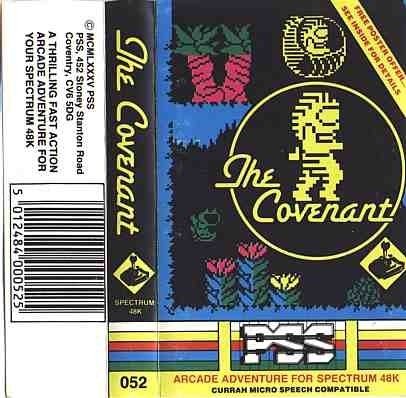 © MCMLXXXV PSS
PSS, 452 Stoney Stanton Road
Coventry, CV6 5DG
A THRILLING FAST ACTION
ARCADE ADVENTURE FOR
YOUR SPECTRUM 48K
5 012484 000525
The Covenant
SPECTRUM
48K
052
FREE POSTER OFFER.
SEE INSIDE FOR DETAILS
The
Covenant
PSS
ARCADE ADVENTURE FOR SPECTRUM 48K
CURRAH MICRO SPEECH COMPATIBLE